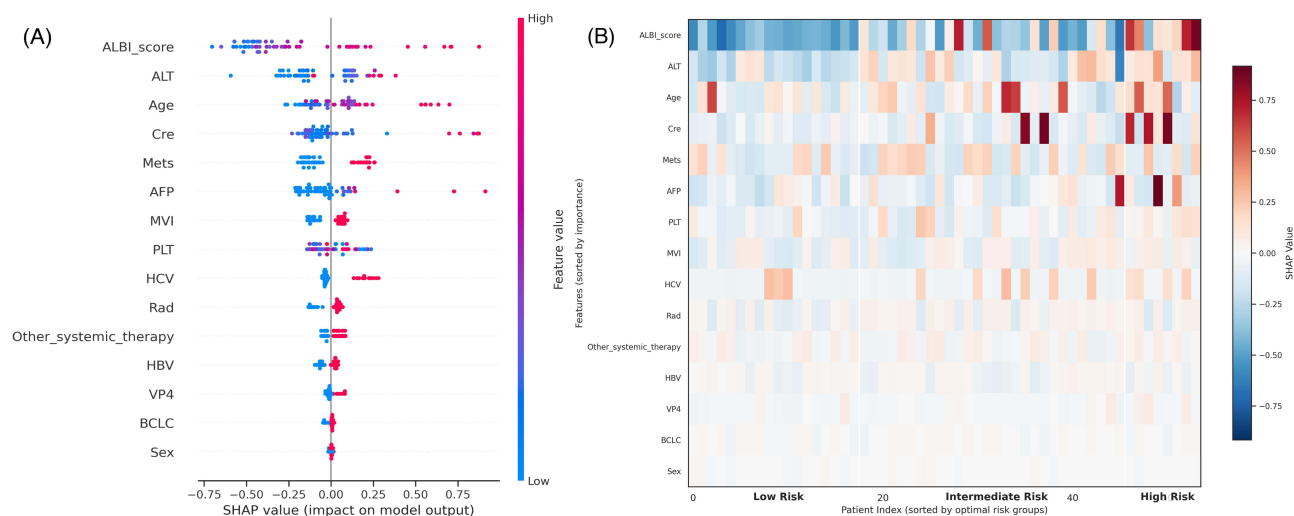 (A)
ALBI_score
ALT
Age
Cre
Mets
AFP
MVI
PLT
HCV
Rad
Other_systemic_therapy
HBV
VP4
BCLC
Sex
−0.75 −0.50 −0.25 0.00 0.25 0.50 0.75
SHAP value (impact on model output)
High
Feature value
Low
(B)
Features (sorted by importance)
ALBI_score
ALT
Age
Cre
Mets
AFP
PLT
MVI
HCV
Rad
Other_systemic_therapy
HBV
VP4
BCLC
Sex
0 Low Risk 20 Intermediate Risk 40 High Risk
Patient Index (sorted by optimal risk groups)
0.75
0.50
0.25
0.00
−0.25
−0.50
−0.75
SHAP Value